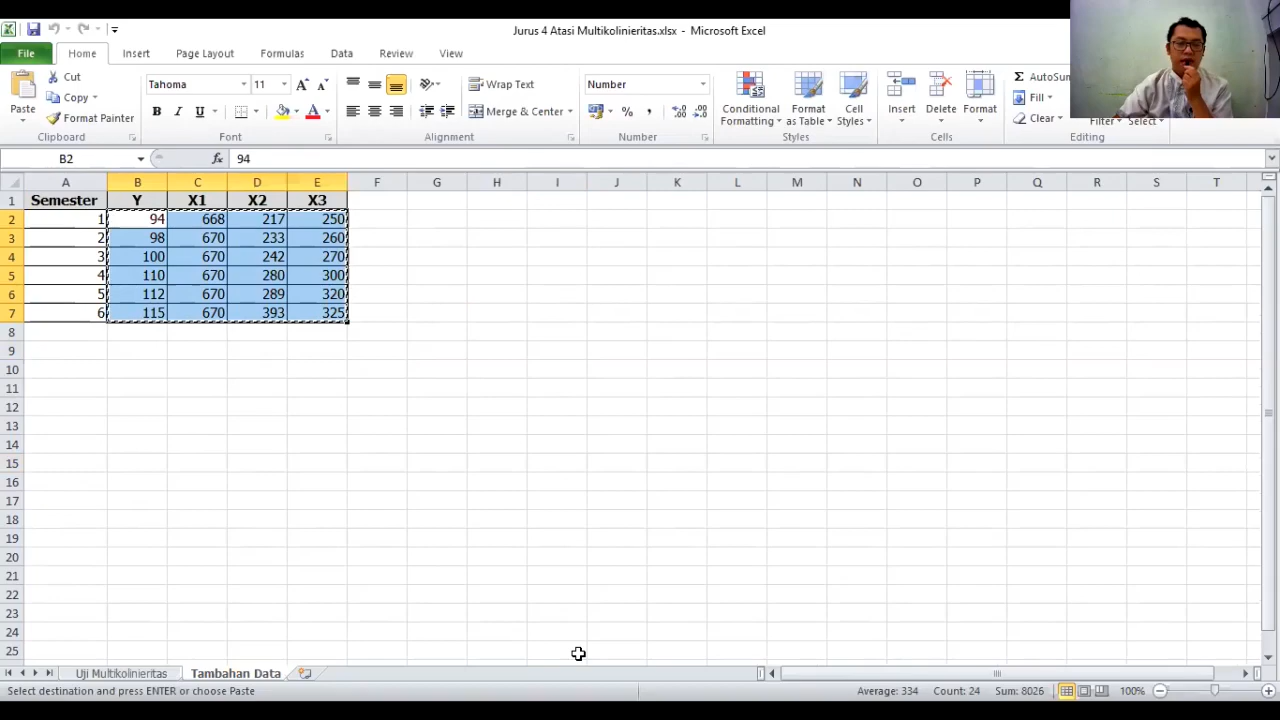 Jurus 4 Atasi Multikolinieritas.xlsx - Microsoft Excel
File Home Insert Page Layout Formulas Data Review View
Paste
Cut
Copy
Format Painter
Clipboard
Tahoma 11
B I U
Font
Wrap Text
Merge & Center
Alignment
Number
% ,
Number
Conditional Formatting
Format as Table
Cell Styles
Styles
Insert Delete Format
Cells
Σ AutoSum
Fill
Clear
Filter
Select
Editing
B2 fx 94
A B C D E F G H I J K L M N O P Q R S T
1 Semester Y X1 X2 X3
2 1 94 668 217 250
3 2 98 670 233 260
4 3 100 670 242 270
5 4 110 670 280 300
6 5 112 670 289 320
7 6 115 670 393 325
8
9
10
11
12
13
14
15
16
17
18
19
20
21
22
23
24
25
Uji Multikolinieritas Tambahan Data
Select destination and press ENTER or choose Paste Average: 334 Count: 24 Sum: 8026 100%